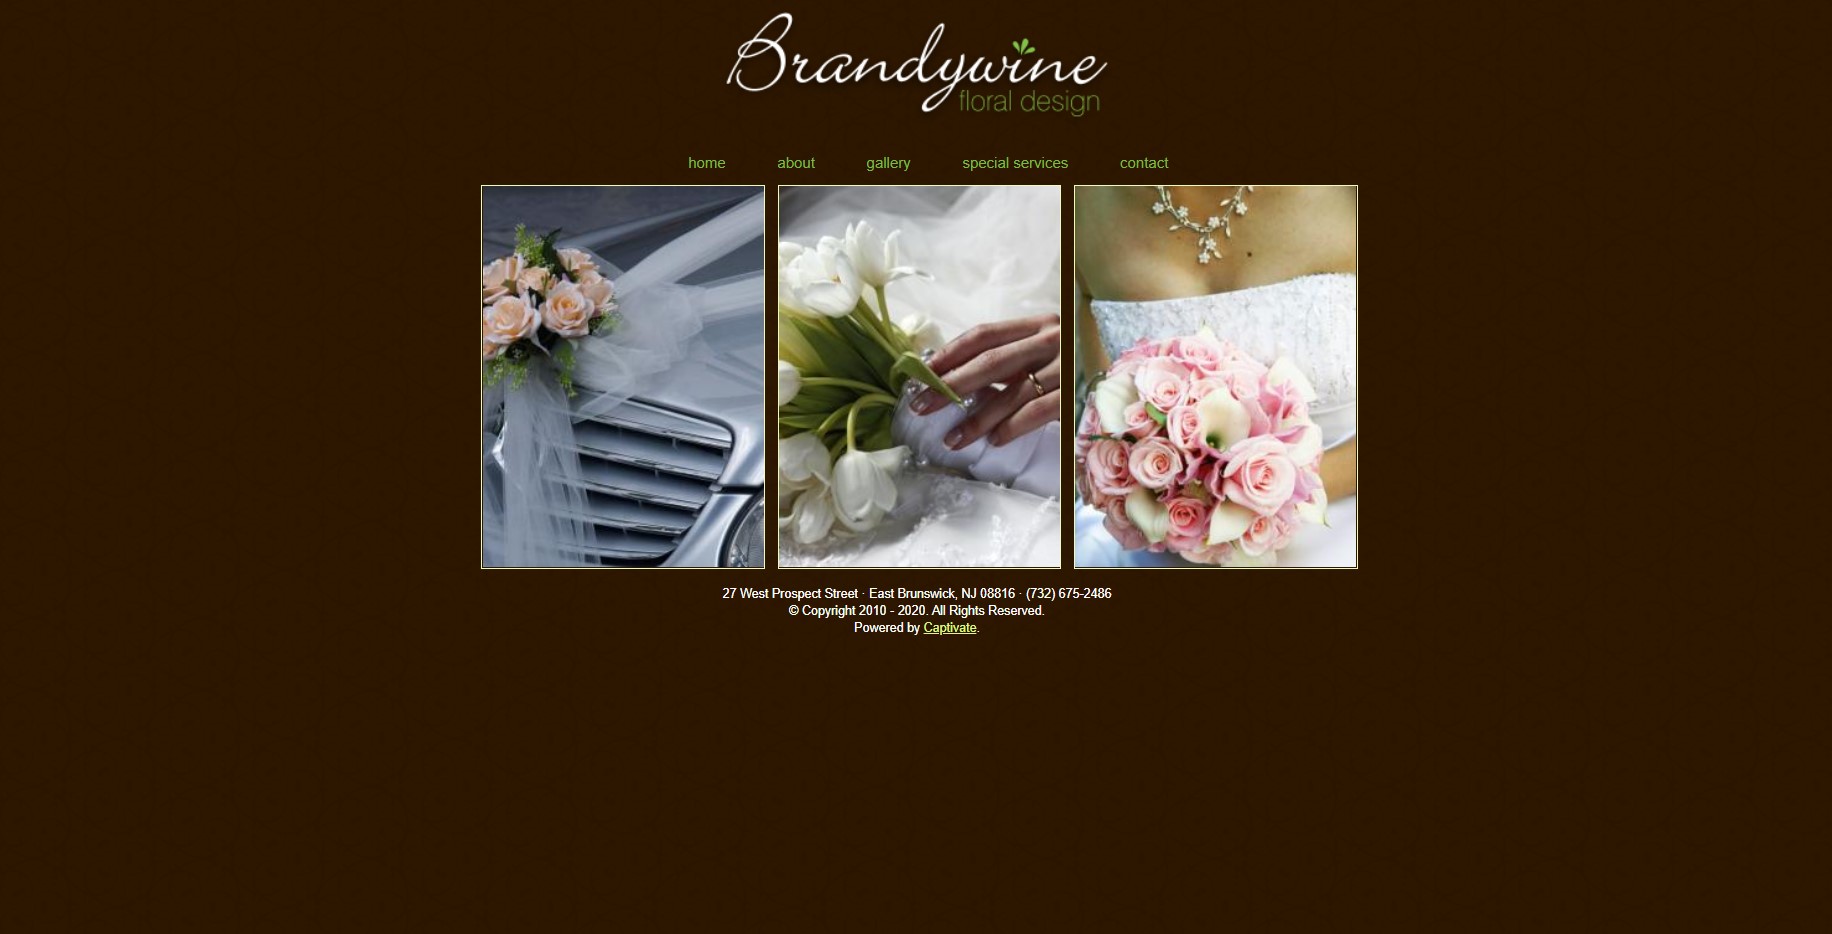 Brandywine
floral design
home about gallery special services contact
27 West Prospect Street · East Brunswick, NJ 08816 · (732) 675-2486
© Copyright 2010 - 2020. All Rights Reserved.
Powered by Captivate.